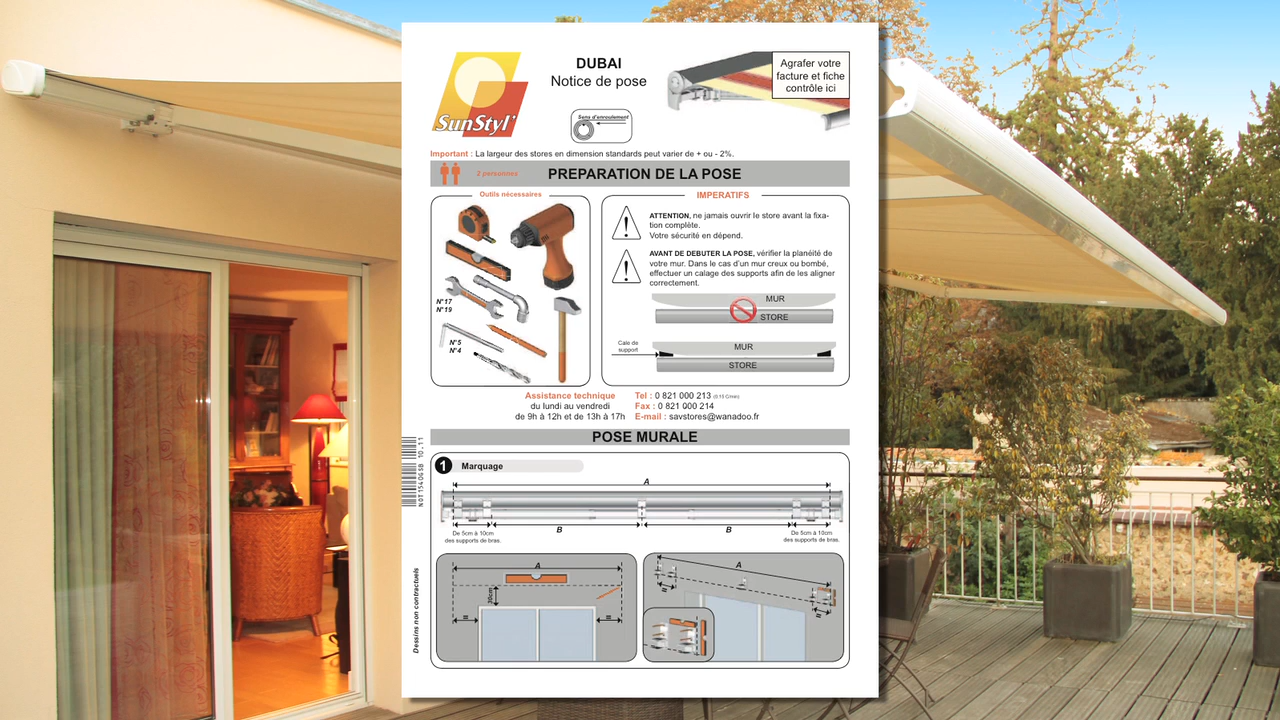 DUBAI
Notice de pose
Agrafer votre
facture et fiche
contrôle ici
SunStyl'
Sens d'enroulement
Important : La largeur des stores en dimension standards peut varier de + ou - 2%.
2 personnes
PREPARATION DE LA POSE
Outils nécessaires
N°17
N°19
N°5
N°4
IMPERATIFS
ATTENTION, ne jamais ouvrir le store avant la fixa-
tion complète.
Votre sécurité en dépend.
AVANT DE DEBUTER LA POSE, vérifier la planéité de
votre mur. Dans le cas d'un mur creux ou bombé,
effectuer un calage des supports afin de les aligner
correctement.
MUR
STORE
Cale de
support
MUR
STORE
Assistance technique
du lundi au vendredi
de 9h à 12h et de 13h à 17h
Tel : 0 821 000 213 (0.15 €/min)
Fax : 0 821 000 214
E-mail : savstores@wanadoo.fr
POSE MURALE
1 Marquage
A
B
B
De 5cm à 10cm
des supports de bras.
De 5cm à 10cm
des supports de bras.
A
=
=
A
=
=
Dessins non contractuels